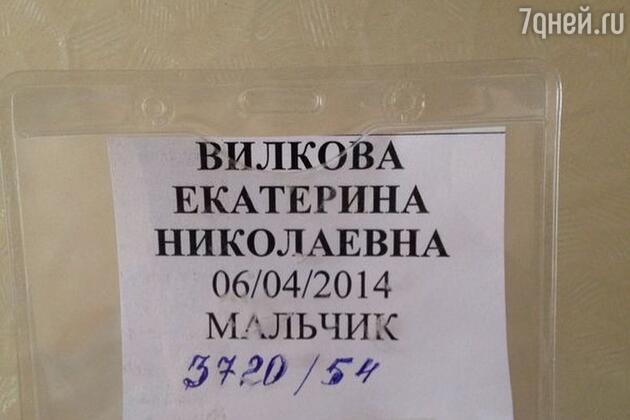 7дней.ru
ВИЛКОВА
ЕКАТЕРИНА
НИКОЛАЕВНА
06/04/2014
МАЛЬЧИК
3720/54